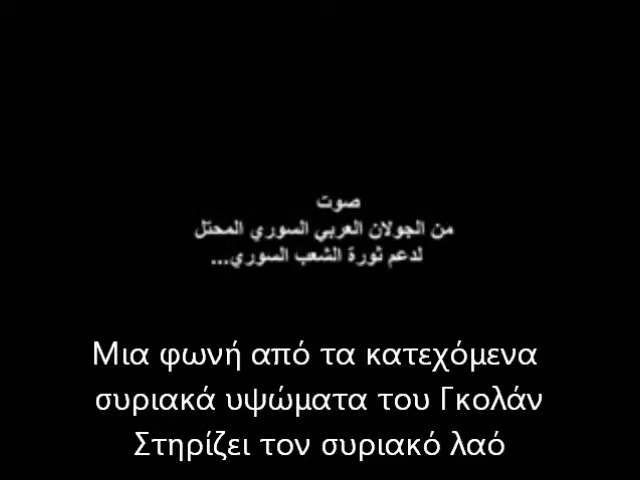 صوت
من الجولان العربي السوري المحتل
لدعم ثورة الشعب السوري...
Μια φωνή από τα κατεχόμενα
συριακά υψώματα του Γκολάν
Στηρίζει τον συριακό λαό